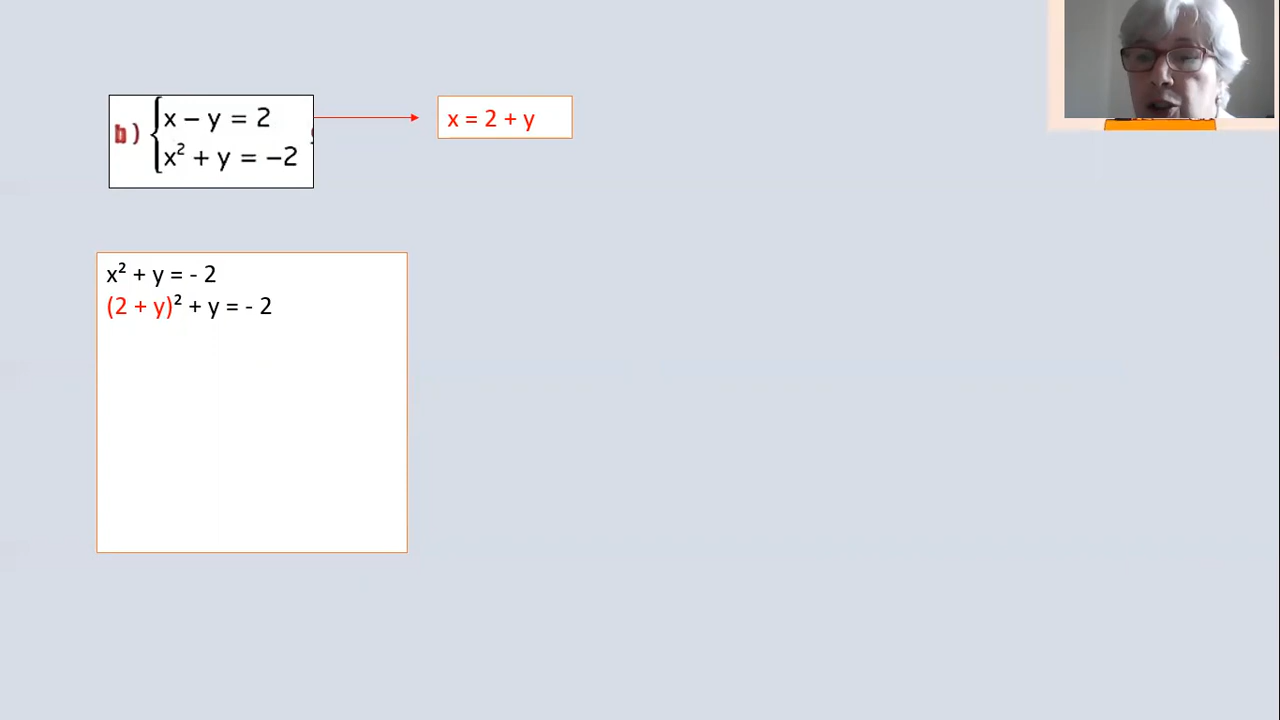 b) x − y = 2
x² + y = −2
x = 2 + y
x² + y = - 2
(2 + y)² + y = - 2